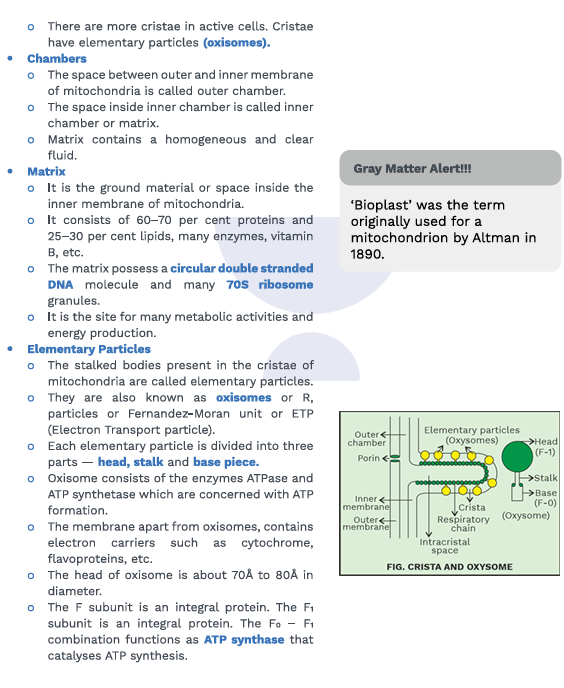 o There are more cristae in active cells. Cristae
have elementary particles (oxisomes).
• Chambers
o The space between outer and inner membrane
of mitochondria is called outer chamber.
o The space inside inner chamber is called inner
chamber or matrix.
o Matrix contains a homogeneous and clear
fluid.
• Matrix
o It is the ground material or space inside the
inner membrane of mitochondria.
o It consists of 60–70 per cent proteins and
25–30 per cent lipids, many enzymes, vitamin
B, etc.
o The matrix possess a circular double stranded
DNA molecule and many 70S ribosome
granules.
o It is the site for many metabolic activities and
energy production.
• Elementary Particles
o The stalked bodies present in the cristae of
mitochondria are called elementary particles.
o They are also known as oxisomes or R,
particles or Fernandez-Moran unit or ETP
(Electron Transport particle).
o Each elementary particle is divided into three
parts — head, stalk and base piece.
o Oxisome consists of the enzymes ATPase and
ATP synthetase which are concerned with ATP
formation.
o The membrane apart from oxisomes, contains
electron carriers such as cytochrome,
flavoproteins, etc.
o The head of oxisome is about 70Å to 80Å in
diameter.
o The F subunit is an integral protein. The F₁
subunit is an integral protein. The F₀ – F₁
combination functions as ATP synthase that
catalyses ATP synthesis.
Gray Matter Alert!!!
‘Bioplast’ was the term
originally used for a
mitochondrion by Altman in
1890.
Outer
chamber
Porin
Inner
membrane
Outer
membrane
Elementary particles
(Oxysomes)
Crista
Respiratory
chain
Intracristal
space
Head
(F-1)
Stalk
Base
(F-0)
(Oxysome)
FIG. CRISTA AND OXYSOME